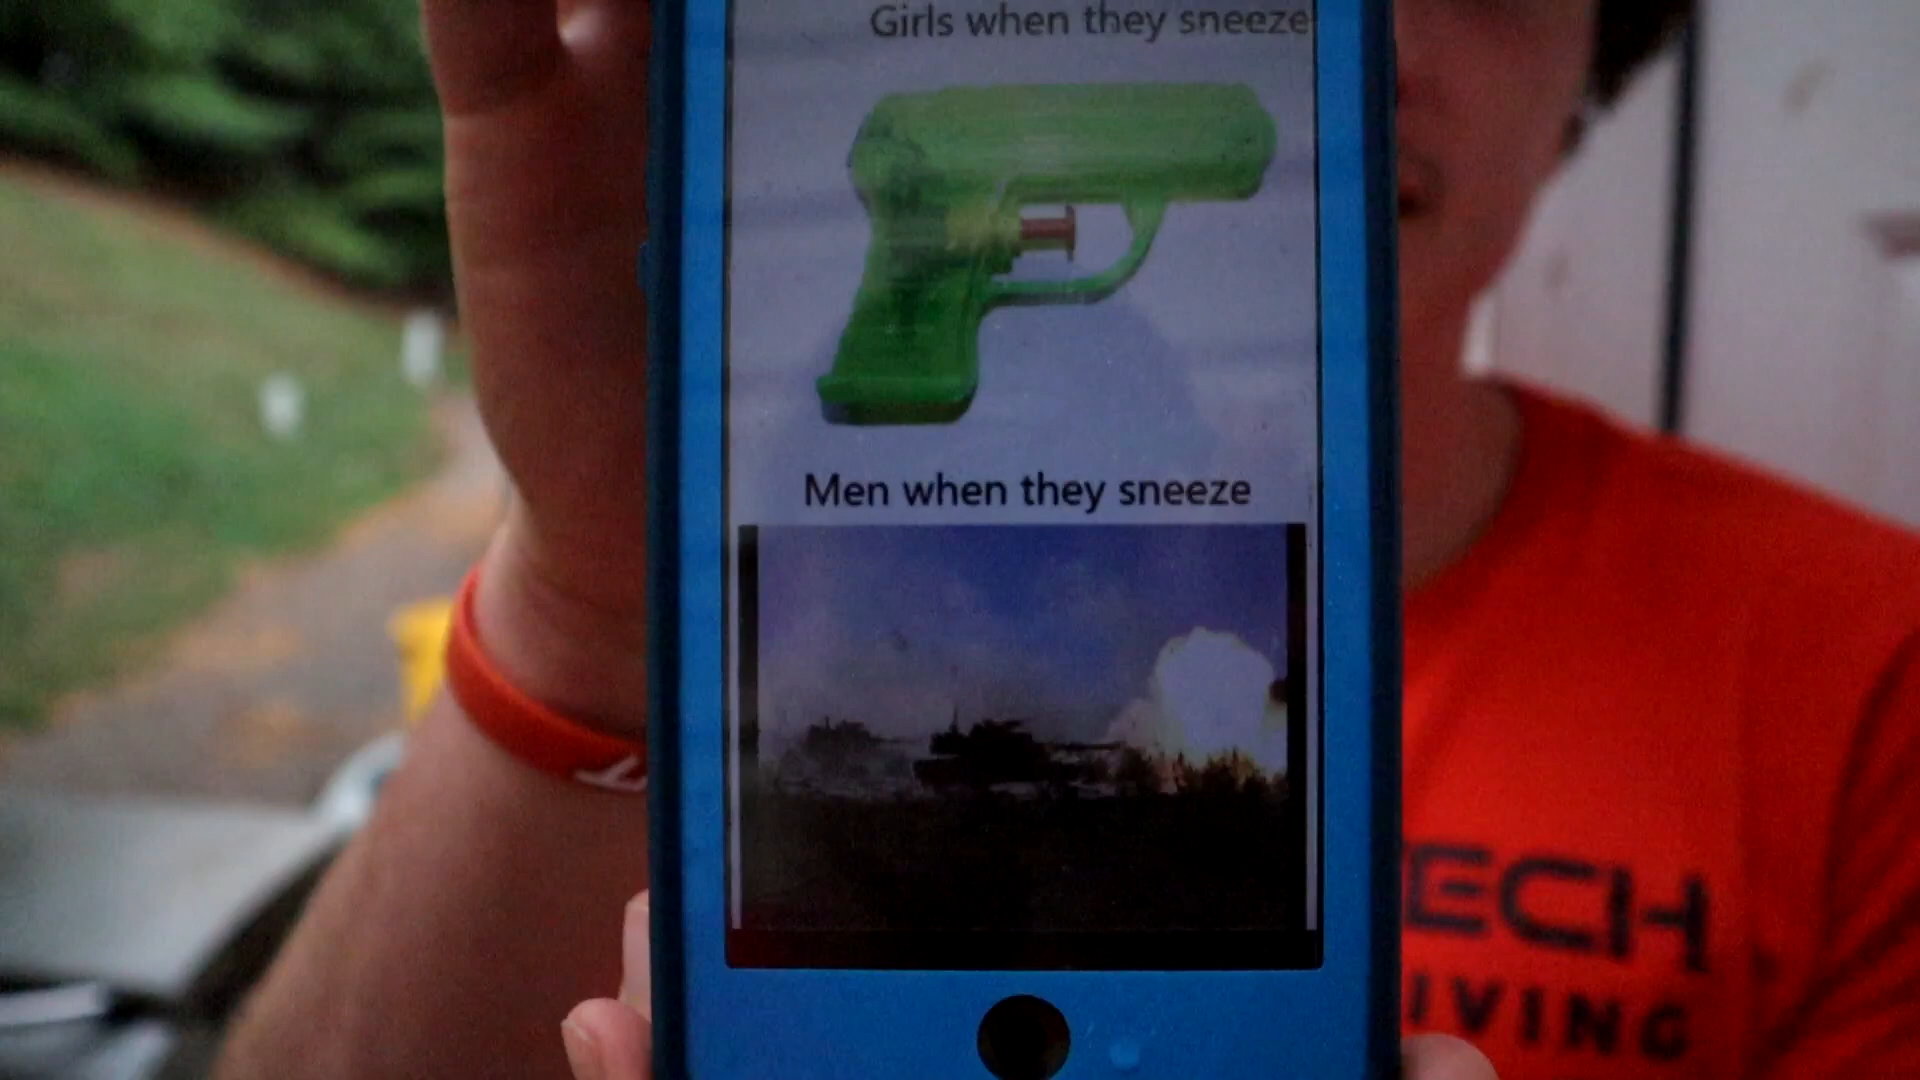 Girls when they sneeze
Men when they sneeze
ECH
IVING